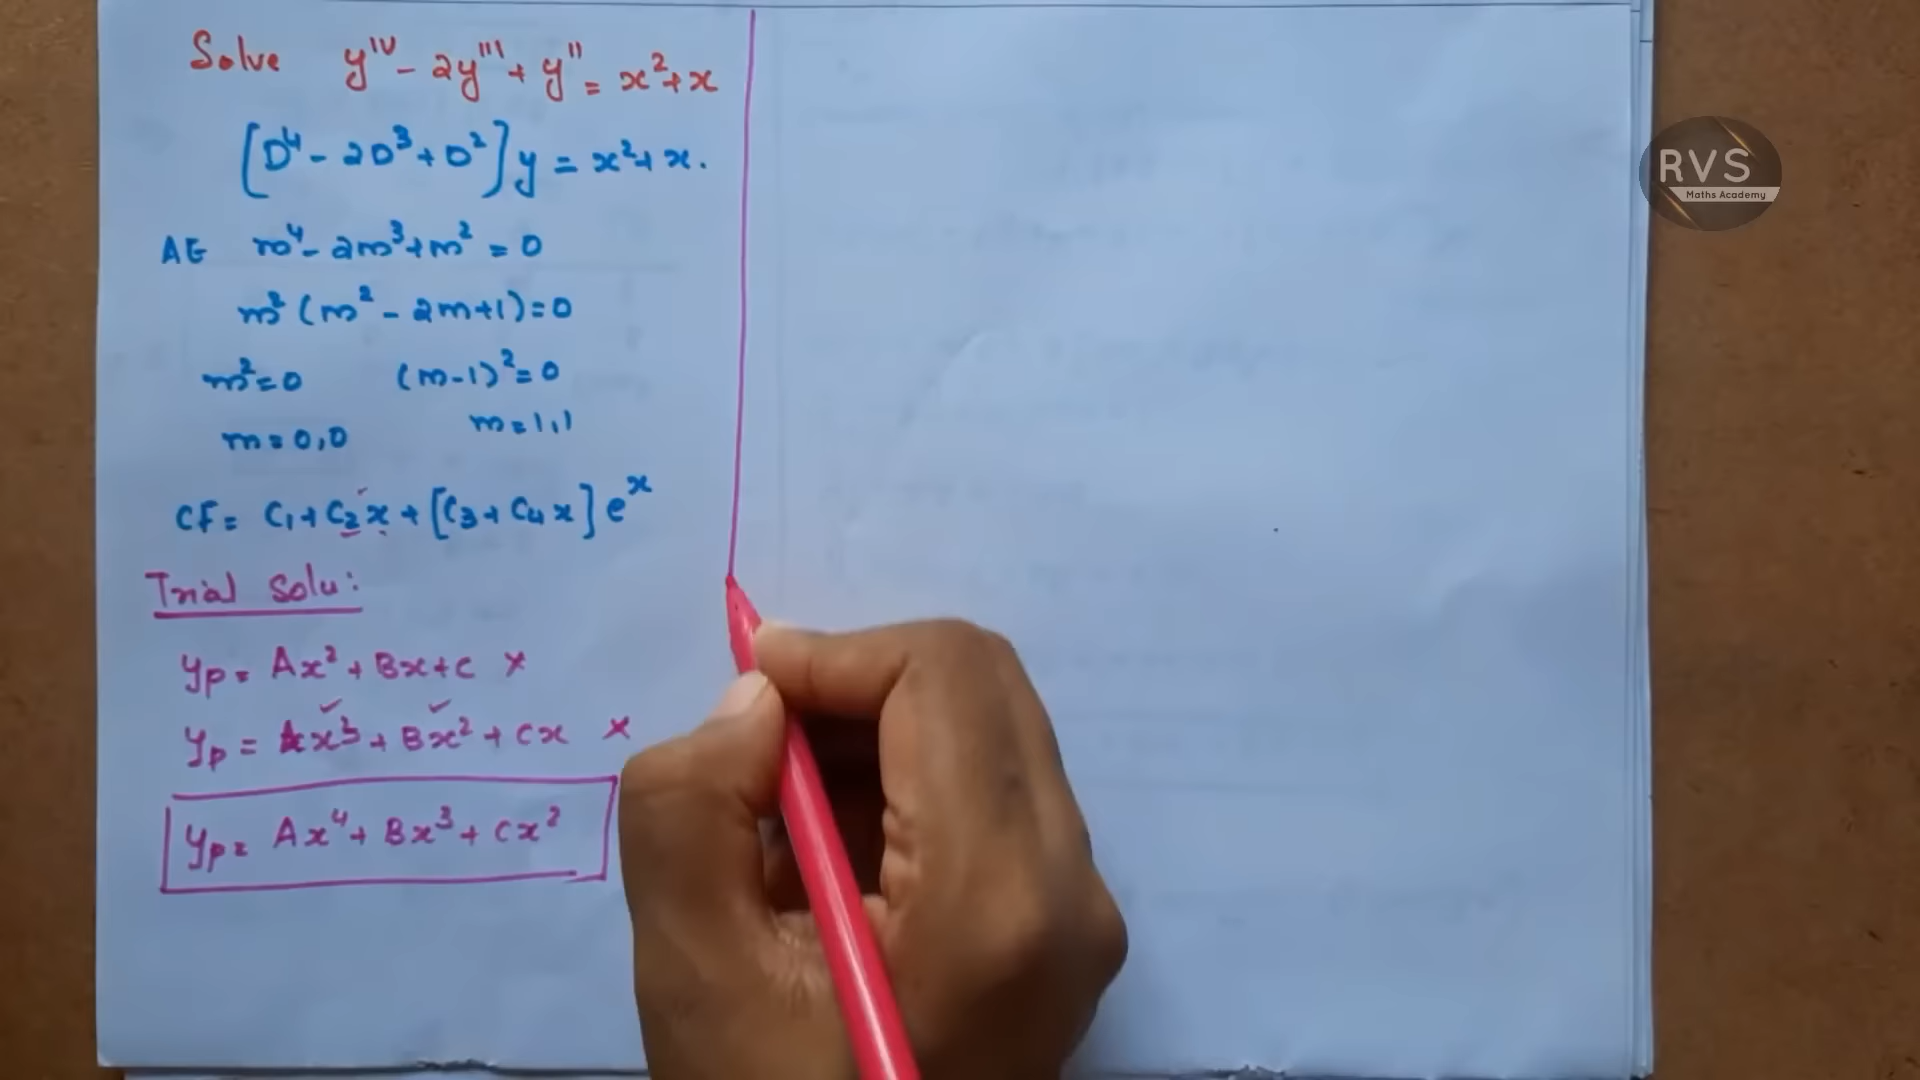 Solve y'ⱽ - 2y''' + y'' = x² + x
[D⁴ - 2D³ + D²] y = x² + x.
AE m⁴ - 2m³ + m² = 0
m² (m² - 2m + 1) = 0
m² = 0 (m-1)² = 0
m = 0,0 m = 1,1
CF = C₁ + C₂x + [C₃ + C₄x] eˣ
Trial Solu:
yp = Ax² + Bx + C ×
yp = Ax³ + Bx² + Cx ×
yp = Ax⁴ + Bx³ + Cx²
RVS
Maths Academy